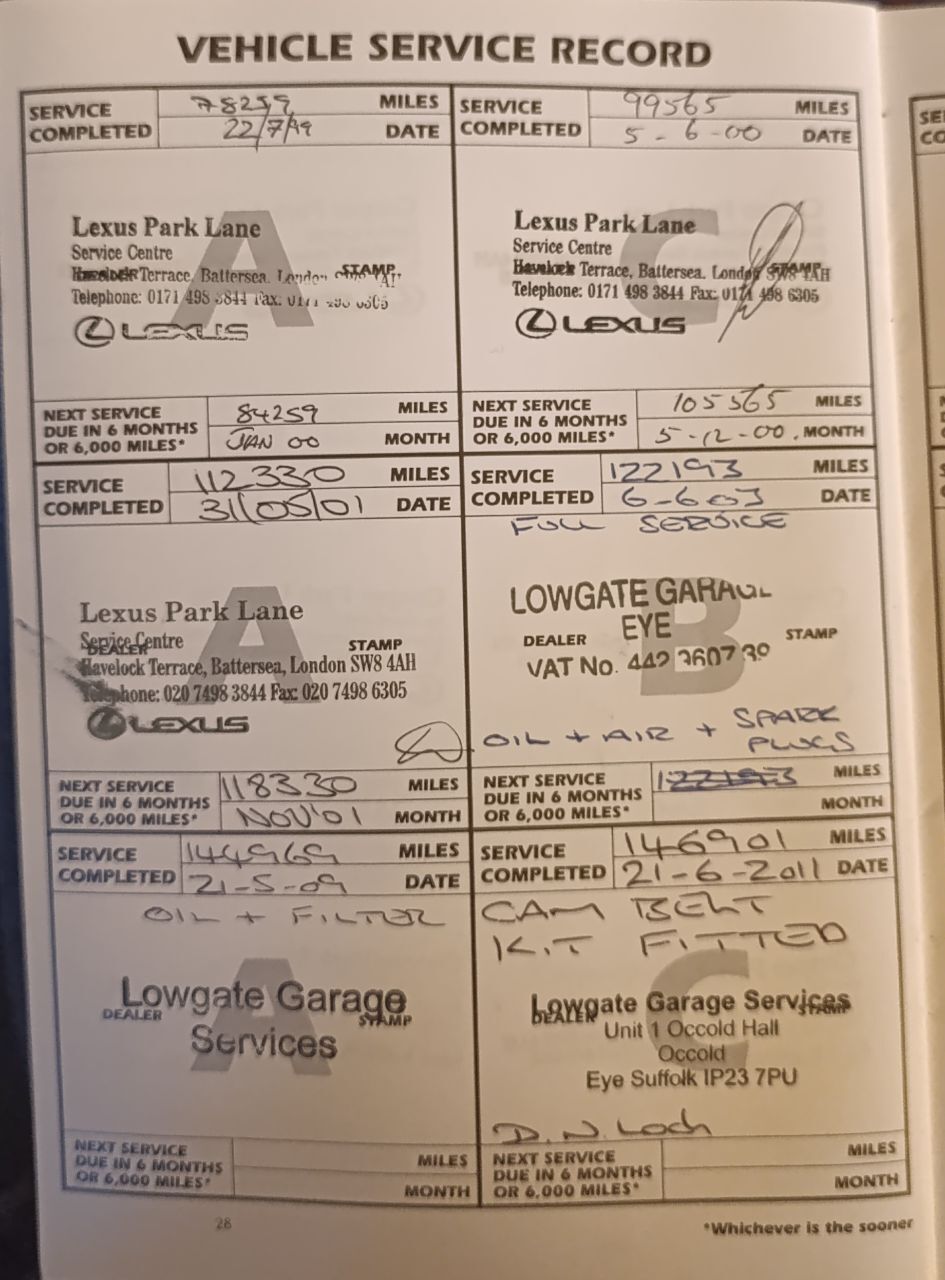 VEHICLE SERVICE RECORD
SERVICE COMPLETED
78259 MILES
22/7/99 DATE
A
Lexus Park Lane
Service Centre
Terrace, Battersea. London
STAMP
Telephone: 0171 498 3844 Fax:
LEXUS
NEXT SERVICE
DUE IN 6 MONTHS
OR 6,000 MILES*
84259 MILES
JAN 00 MONTH
SERVICE COMPLETED
99565 MILES
5-6-00 DATE
C
Lexus Park Lane
Service Centre
Havelock Terrace, Battersea. London SW8 4AH
STAMP
Telephone: 0171 498 3844 Fax: 0171 498 6305
LEXUS
NEXT SERVICE
DUE IN 6 MONTHS
OR 6,000 MILES*
105565 MILES
5-12-00. MONTH
SERVICE COMPLETED
112330 MILES
31/05/01 DATE
A
Lexus Park Lane
Service Centre
DEALER STAMP
Havelock Terrace, Battersea, London SW8 4AH
Telephone: 020 7498 3844 Fax: 020 7498 6305
LEXUS
NEXT SERVICE
DUE IN 6 MONTHS
OR 6,000 MILES*
118330 MILES
NOV'01 MONTH
SERVICE COMPLETED
122193 MILES
6-603 DATE
FULL SERVICE
B
LOWGATE GARAGE
EYE
DEALER STAMP
VAT No. 442
OIL + AIR + SPARK
PLUGS
NEXT SERVICE
DUE IN 6 MONTHS
OR 6,000 MILES*
122193 MILES
MONTH
SERVICE COMPLETED
144969 MILES
21-5-09 DATE
OIL + FILTER
A
Lowgate Garage
DEALER STAMP
Services
NEXT SERVICE
DUE IN 6 MONTHS
OR 6,000 MILES*
MILES
MONTH
SERVICE COMPLETED
146901 MILES
21-6-2011 DATE
CAM BELT
KIT FITTED
C
Lowgate Garage Services
DEALER STAMP
Unit 1 Occold Hall
Occold
Eye Suffolk IP23 7PU
D.N. Loch
NEXT SERVICE
DUE IN 6 MONTHS
OR 6,000 MILES*
MILES
MONTH
28
*Whichever is the sooner